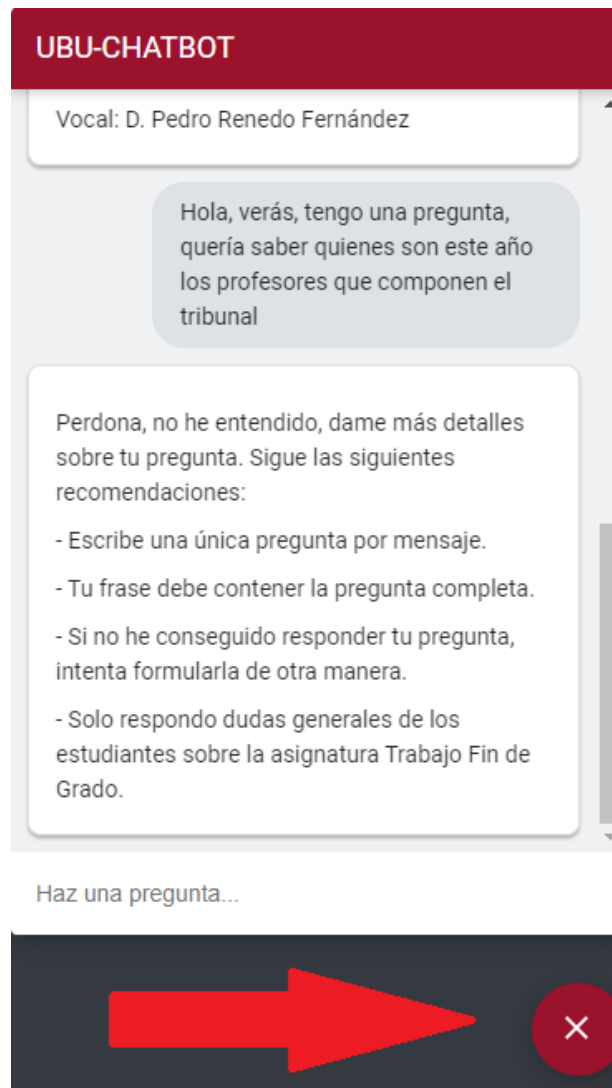 UBU-CHATBOT
Vocal: D. Pedro Renedo Fernández
Hola, verás, tengo una pregunta,
quería saber quienes son este año
los profesores que componen el
tribunal
Perdona, no he entendido, dame más detalles
sobre tu pregunta. Sigue las siguientes
recomendaciones:
- Escribe una única pregunta por mensaje.
- Tu frase debe contener la pregunta completa.
- Si no he conseguido responder tu pregunta,
intenta formularla de otra manera.
- Solo respondo dudas generales de los
estudiantes sobre la asignatura Trabajo Fin de
Grado.
Haz una pregunta...